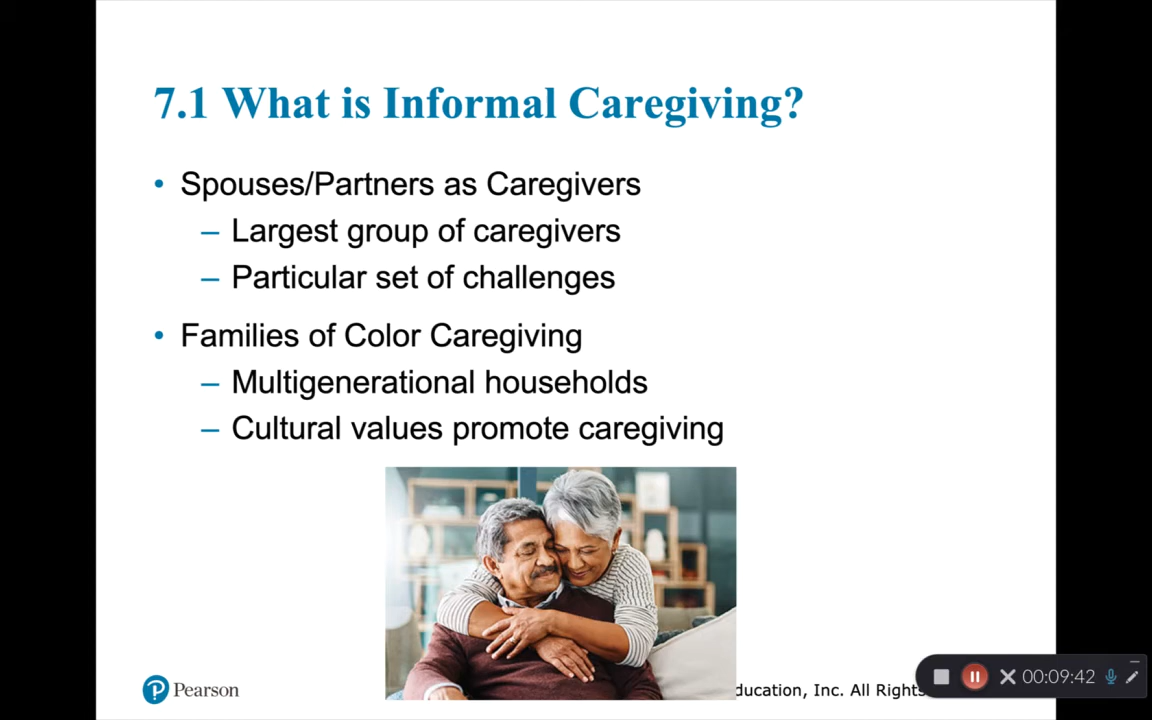 7.1 What is Informal Caregiving?
• Spouses/Partners as Caregivers
– Largest group of caregivers
– Particular set of challenges
• Families of Color Caregiving
– Multigenerational households
– Cultural values promote caregiving
P Pearson
ducation, Inc. All Rights
00:09:42